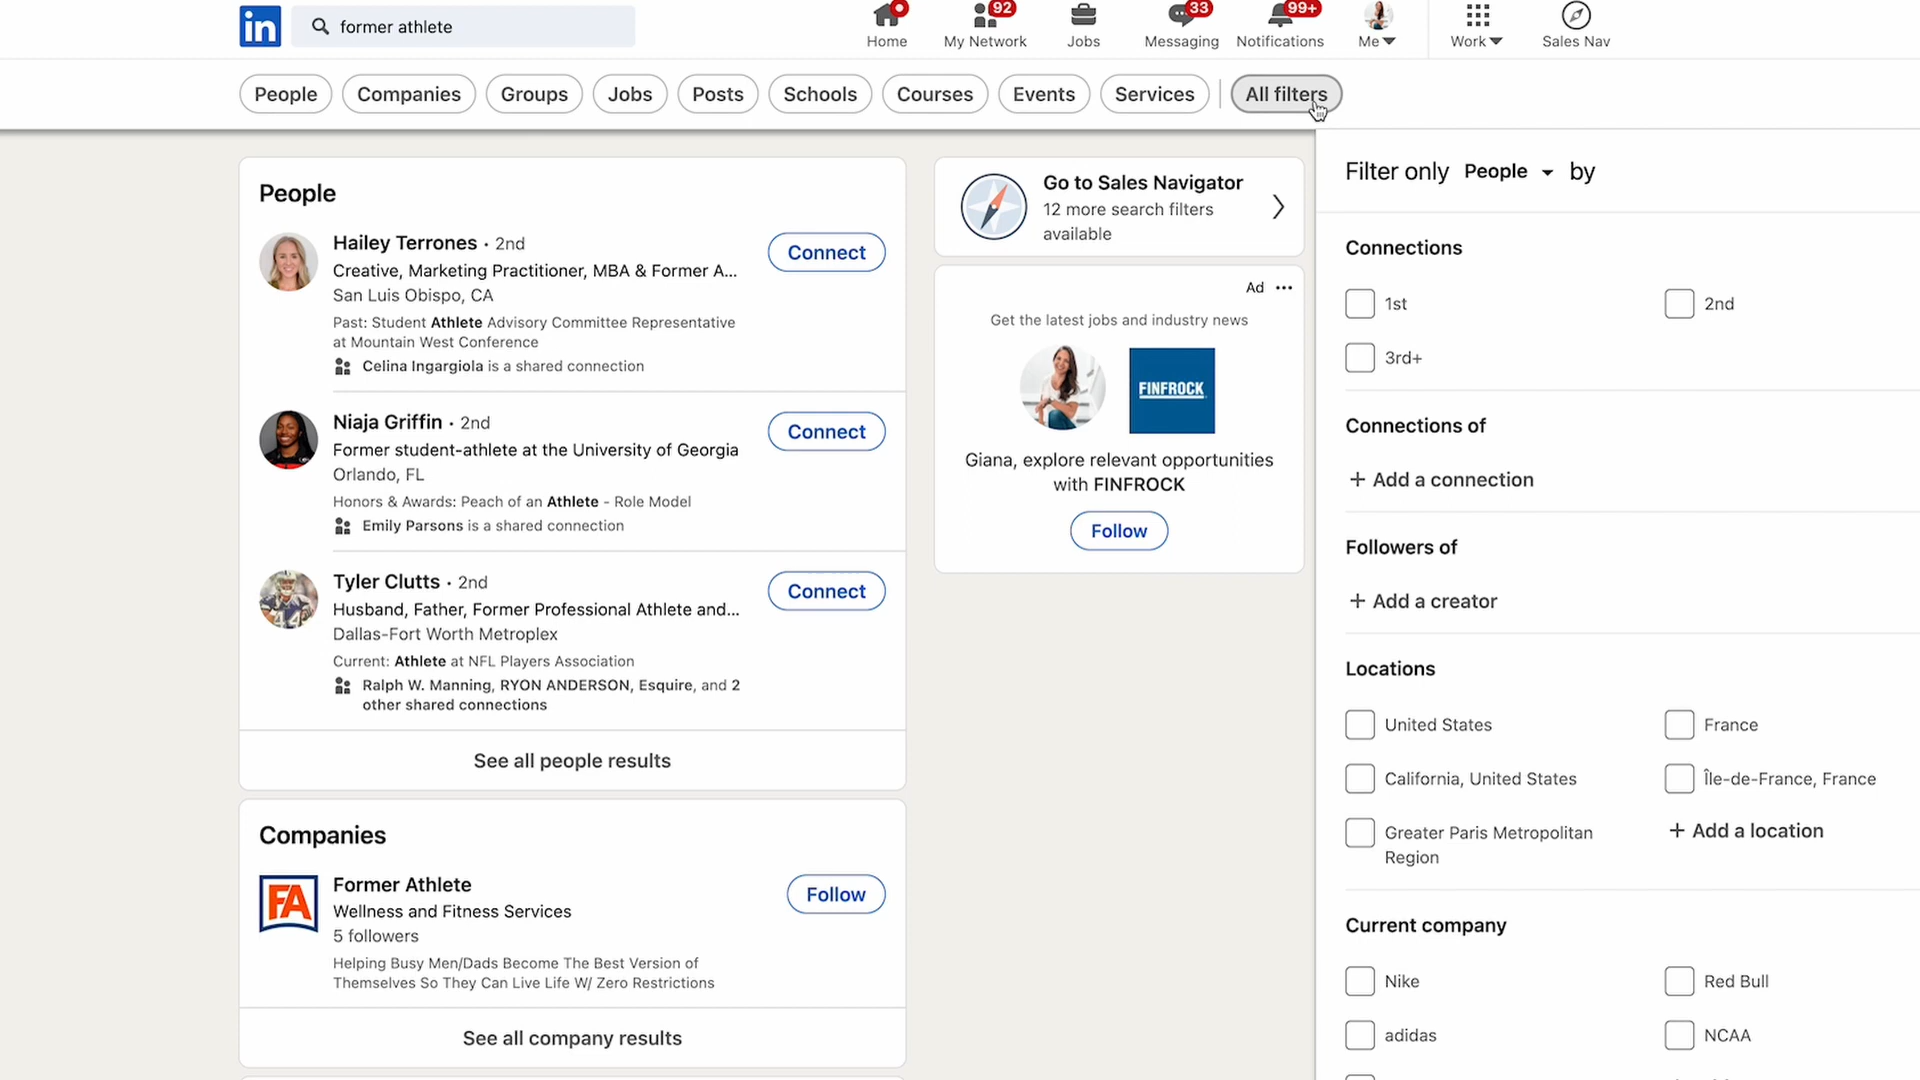 in
former athlete
92
33
99+
Home
My Network
Jobs
Messaging
Notifications
Me
Work
Sales Nav
People
Companies
Groups
Jobs
Posts
Schools
Courses
Events
Services
All filters
People
Hailey Terrones • 2nd
Connect
Creative, Marketing Practitioner, MBA & Former A...
San Luis Obispo, CA
Past: Student Athlete Advisory Committee Representative
at Mountain West Conference
Celina Ingargiola is a shared connection
Niaja Griffin • 2nd
Connect
Former student-athlete at the University of Georgia
Orlando, FL
Honors & Awards: Peach of an Athlete - Role Model
Emily Parsons is a shared connection
Tyler Clutts • 2nd
Connect
Husband, Father, Former Professional Athlete and...
Dallas-Fort Worth Metroplex
Current: Athlete at NFL Players Association
Ralph W. Manning, RYON ANDERSON, Esquire, and 2
other shared connections
See all people results
Companies
FA
Former Athlete
Follow
Wellness and Fitness Services
5 followers
Helping Busy Men/Dads Become The Best Version of
Themselves So They Can Live Life W/ Zero Restrictions
See all company results
Go to Sales Navigator
12 more search filters
available
Ad
Get the latest jobs and industry news
FINFROCK
Giana, explore relevant opportunities
with FINFROCK
Follow
Filter only People by
Connections
1st
2nd
3rd+
Connections of
+ Add a connection
Followers of
+ Add a creator
Locations
United States
France
California, United States
Île-de-France, France
Greater Paris Metropolitan
Region
+ Add a location
Current company
Nike
Red Bull
adidas
NCAA